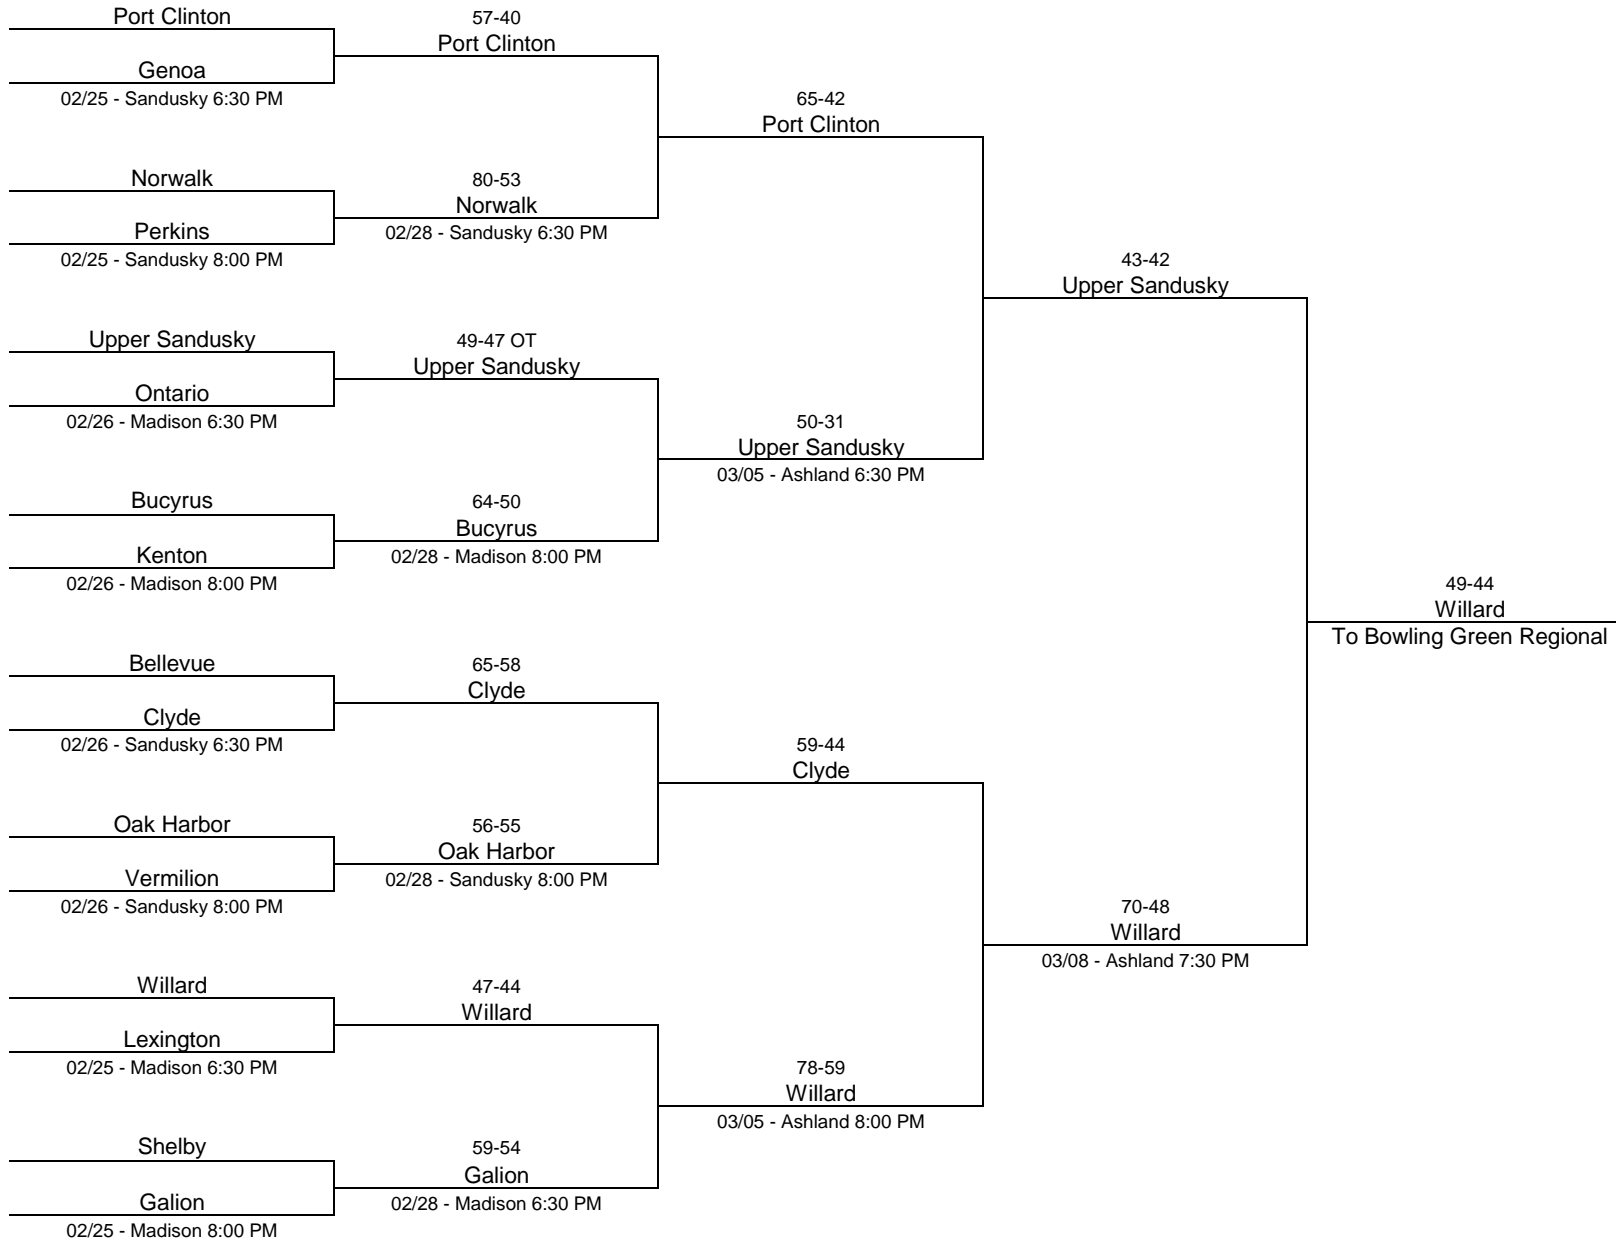 Port Clinton
Genoa
02/25 - Sandusky 6:30 PM
Norwalk
Perkins
02/25 - Sandusky 8:00 PM
Upper Sandusky
Ontario
02/26 - Madison 6:30 PM
Bucyrus
Kenton
02/26 - Madison 8:00 PM
Bellevue
Clyde
02/26 - Sandusky 6:30 PM
Oak Harbor
Vermilion
02/26 - Sandusky 8:00 PM
Willard
Lexington
02/25 - Madison 6:30 PM
Shelby
Galion
02/25 - Madison 8:00 PM
57-40
Port Clinton
80-53
Norwalk
02/28 - Sandusky 6:30 PM
49-47 OT
Upper Sandusky
64-50
Bucyrus
02/28 - Madison 8:00 PM
65-58
Clyde
56-55
Oak Harbor
02/28 - Sandusky 8:00 PM
47-44
Willard
59-54
Galion
02/28 - Madison 6:30 PM
65-42
Port Clinton
50-31
Upper Sandusky
03/05 - Ashland 6:30 PM
59-44
Clyde
78-59
Willard
03/05 - Ashland 8:00 PM
43-42
Upper Sandusky
70-48
Willard
03/08 - Ashland 7:30 PM
49-44
Willard
To Bowling Green Regional